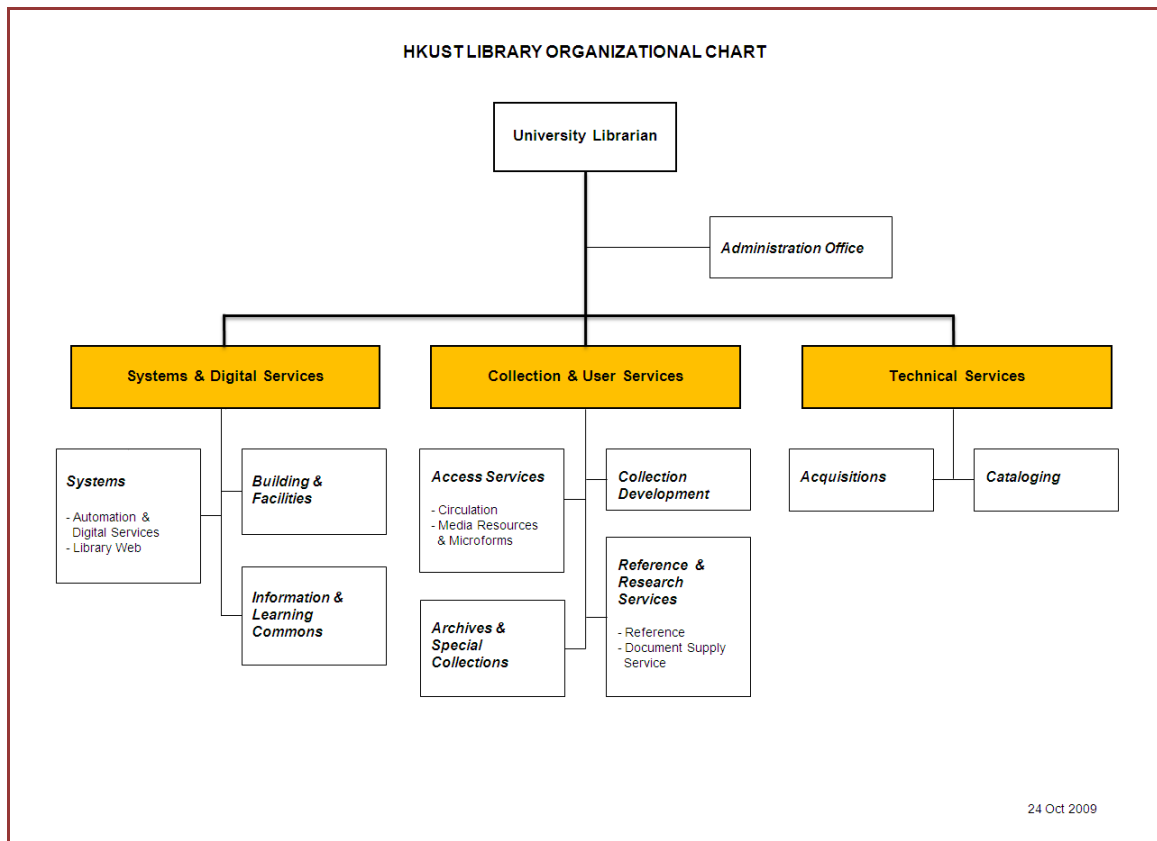 HKUST LIBRARY ORGANIZATIONAL CHART
University Librarian
Administration Office
Systems & Digital Services
Collection & User Services
Technical Services
Systems
- Automation &
Digital Services
- Library Web
Building &
Facilities
Information &
Learning
Commons
Access Services
- Circulation
- Media Resources
& Microforms
Archives &
Special
Collections
Collection
Development
Reference &
Research
Services
- Reference
- Document Supply
Service
Acquisitions
Cataloging
24 Oct 2009